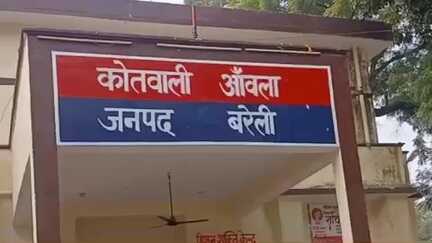 कोतवाली आँवला
जनपद बरेली